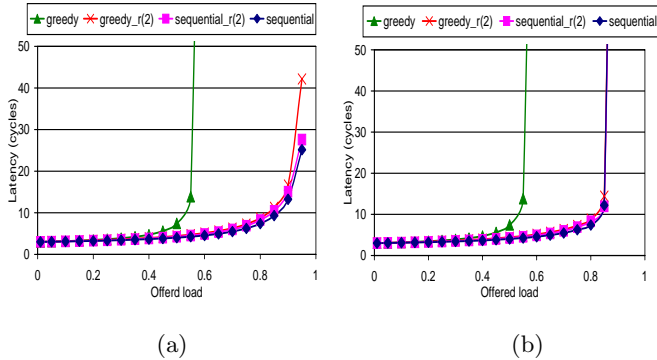 greedy greedy_r(2) sequential_r(2) sequential
50
40
30
20
10
0
Latency (cycles)
0 0.2 0.4 0.6 0.8 1
Offerd load
(a)
greedy greedy_r(2) sequential_r(2) sequential
50
40
30
20
10
0
Latency (cycles)
0 0.2 0.4 0.6 0.8 1
Offered load
(b)